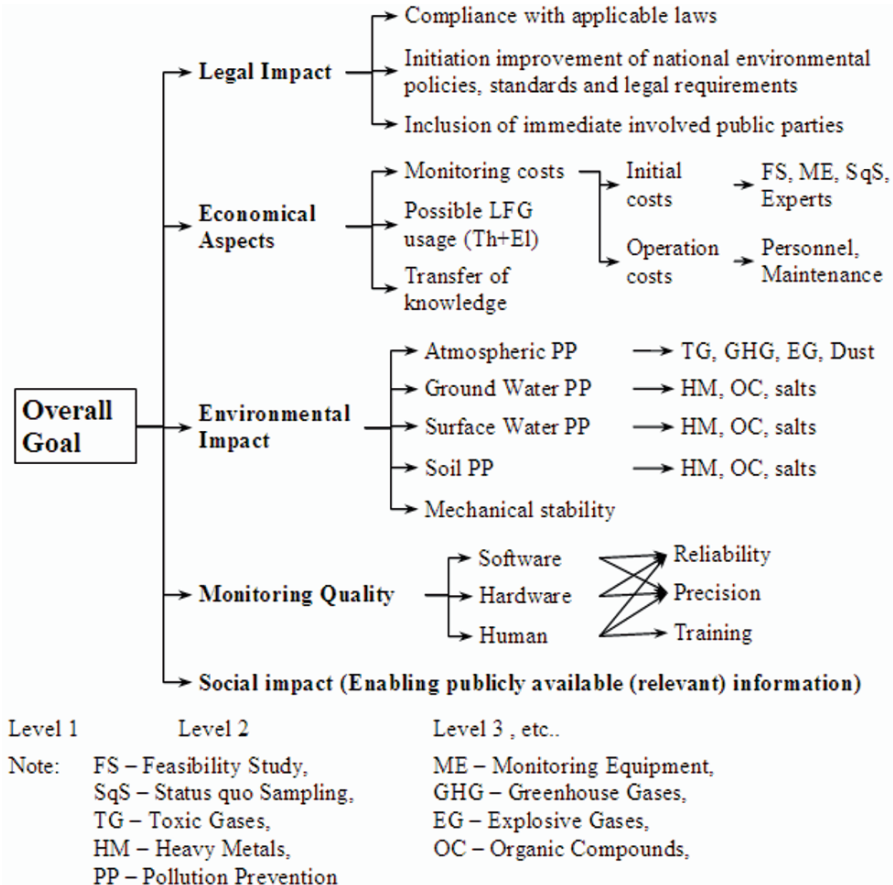 Compliance with applicable laws
Legal Impact
Initiation improvement of national environmental
policies, standards and legal requirements
Inclusion of immediate involved public parties
Economical
Aspects
Monitoring costs
Initial
costs
FS, ME, SqS,
Experts
Possible LFG
usage (Th+El)
Operation
costs
Personnel,
Maintenance
Transfer of
knowledge
Overall
Goal
Environmental
Impact
Atmospheric PP
TG, GHG, EG, Dust
Ground Water PP
HM, OC, salts
Surface Water PP
HM, OC, salts
Soil PP
HM, OC, salts
Mechanical stability
Monitoring Quality
Software
Reliability
Hardware
Precision
Human
Training
Social impact (Enabling publicly available (relevant) information)
Level 1 Level 2 Level 3 , etc..
Note: FS – Feasibility Study, ME – Monitoring Equipment,
SqS – Status quo Sampling, GHG – Greenhouse Gases,
TG – Toxic Gases, EG – Explosive Gases,
HM – Heavy Metals, OC – Organic Compounds,
PP – Pollution Prevention